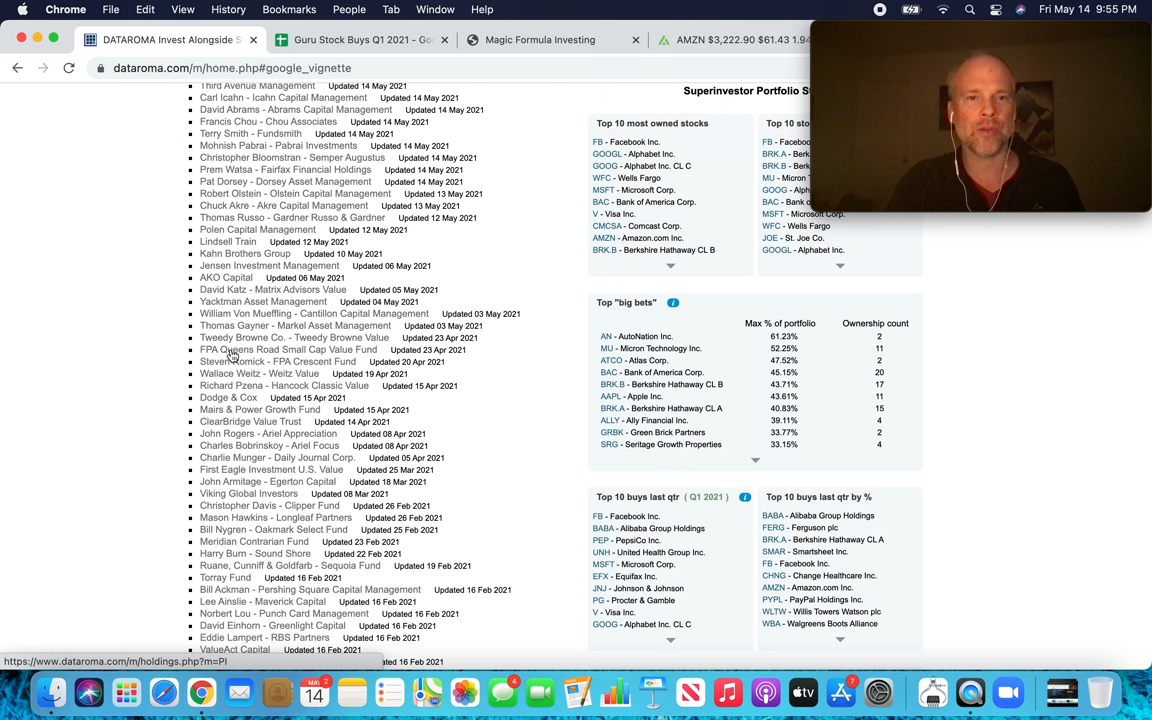 Chrome File Edit View History Bookmarks People Tab Window Help Fri May 14 9:55 PM
DATAROMA Invest Alongside S Guru Stock Buys Q1 2021 - Go Magic Formula Investing AMZN $3,222.90 $61.43 1.94
dataroma.com/m/home.php#google_vignette
Third Avenue Management Updated 14 May 2021
Carl Icahn - Icahn Capital Management Updated 14 May 2021
David Abrams - Abrams Capital Management Updated 14 May 2021
Francis Chou - Chou Associates Updated 14 May 2021
Terry Smith - Fundsmith Updated 14 May 2021
Mohnish Pabrai - Pabrai Investments Updated 14 May 2021
Christopher Bloomstran - Semper Augustus Updated 14 May 2021
Prem Watsa - Fairfax Financial Holdings Updated 14 May 2021
Pat Dorsey - Dorsey Asset Management Updated 14 May 2021
Robert Olstein - Olstein Capital Management Updated 13 May 2021
Chuck Akre - Akre Capital Management Updated 13 May 2021
Thomas Russo - Gardner Russo & Gardner Updated 12 May 2021
Polen Capital Management Updated 12 May 2021
Lindsell Train Updated 12 May 2021
Kahn Brothers Group Updated 10 May 2021
Jensen Investment Management Updated 06 May 2021
AKO Capital Updated 06 May 2021
David Katz - Matrix Advisors Value Updated 05 May 2021
Yacktman Asset Management Updated 04 May 2021
William Von Mueffling - Cantillon Capital Management Updated 03 May 2021
Thomas Gayner - Markel Asset Management Updated 03 May 2021
Tweedy Browne Co. - Tweedy Browne Value Updated 23 Apr 2021
FPA Queens Road Small Cap Value Fund Updated 23 Apr 2021
Steven Romick - FPA Crescent Fund Updated 20 Apr 2021
Wallace Weitz - Weitz Value Updated 19 Apr 2021
Richard Pzena - Hancock Classic Value Updated 15 Apr 2021
Dodge & Cox Updated 15 Apr 2021
Mairs & Power Growth Fund Updated 15 Apr 2021
ClearBridge Value Trust Updated 14 Apr 2021
John Rogers - Ariel Appreciation Updated 08 Apr 2021
Charles Bobrinskoy - Ariel Focus Updated 08 Apr 2021
Charlie Munger - Daily Journal Corp. Updated 05 Apr 2021
First Eagle Investment U.S. Value Updated 25 Mar 2021
John Armitage - Egerton Capital Updated 18 Mar 2021
Viking Global Investors Updated 08 Mar 2021
Christopher Davis - Clipper Fund Updated 26 Feb 2021
Mason Hawkins - Longleaf Partners Updated 26 Feb 2021
Bill Nygren - Oakmark Select Fund Updated 25 Feb 2021
Meridian Contrarian Fund Updated 23 Feb 2021
Harry Burn - Sound Shore Updated 22 Feb 2021
Ruane, Cunniff & Goldfarb - Sequoia Fund Updated 19 Feb 2021
Torray Fund Updated 16 Feb 2021
Bill Ackman - Pershing Square Capital Management Updated 16 Feb 2021
Lee Ainslie - Maverick Capital Updated 16 Feb 2021
Norbert Lou - Punch Card Management Updated 16 Feb 2021
David Einhorn - Greenlight Capital Updated 16 Feb 2021
Eddie Lampert - RBS Partners Updated 16 Feb 2021
ValueAct Capital Updated 16 Feb 2021
ated 16 Feb 2021
https://www.dataroma.com/m/holdings.php?m=PI
Superinvestor Portfolio S
Top 10 most owned stocks
FB - Facebook Inc.
GOOGL - Alphabet Inc.
GOOG - Alphabet Inc. CL C
WFC - Wells Fargo
MSFT - Microsoft Corp.
BAC - Bank of America Corp.
V - Visa Inc.
CMCSA - Comcast Corp.
AMZN - Amazon.com Inc.
BRK.B - Berkshire Hathaway CL B
Top 10 sto
FB - Faceboo
BRK.A - Berk
BRK.B - Berk
MU - Micron
GOOG - Alph
BAC - Bank o
MSFT - Microsoft Corp.
WFC - Wells Fargo
JOE - St. Joe Co.
GOOGL - Alphabet Inc.
Top "big bets" i
Max % of portfolio Ownership count
AN - AutoNation Inc. 61.23% 2
MU - Micron Technology Inc. 52.25% 11
ATCO - Atlas Corp. 47.52% 2
BAC - Bank of America Corp. 45.15% 20
BRK.B - Berkshire Hathaway CL B 43.71% 17
AAPL - Apple Inc. 43.61% 11
BRK.A - Berkshire Hathaway CL A 40.83% 15
ALLY - Ally Financial Inc. 39.11% 4
GRBK - Green Brick Partners 33.77% 2
SRG - Seritage Growth Properties 33.15% 4
Top 10 buys last qtr ( Q1 2021 ) i
FB - Facebook Inc.
BABA - Alibaba Group Holdings
PEP - PepsiCo Inc.
UNH - United Health Group Inc.
MSFT - Microsoft Corp.
EFX - Equifax Inc.
JNJ - Johnson & Johnson
PG - Procter & Gamble
V - Visa Inc.
GOOG - Alphabet Inc. CL C
Top 10 buys last qtr by %
BABA - Alibaba Group Holdings
FERG - Ferguson plc
BRK.A - Berkshire Hathaway CL A
SMAR - Smartsheet Inc.
FB - Facebook Inc.
CHNG - Change Healthcare Inc.
AMZN - Amazon.com Inc.
PYPL - PayPal Holdings Inc.
WLTW - Willis Towers Watson plc
WBA - Walgreens Boots Alliance
MAY 2 4 tv 7
14